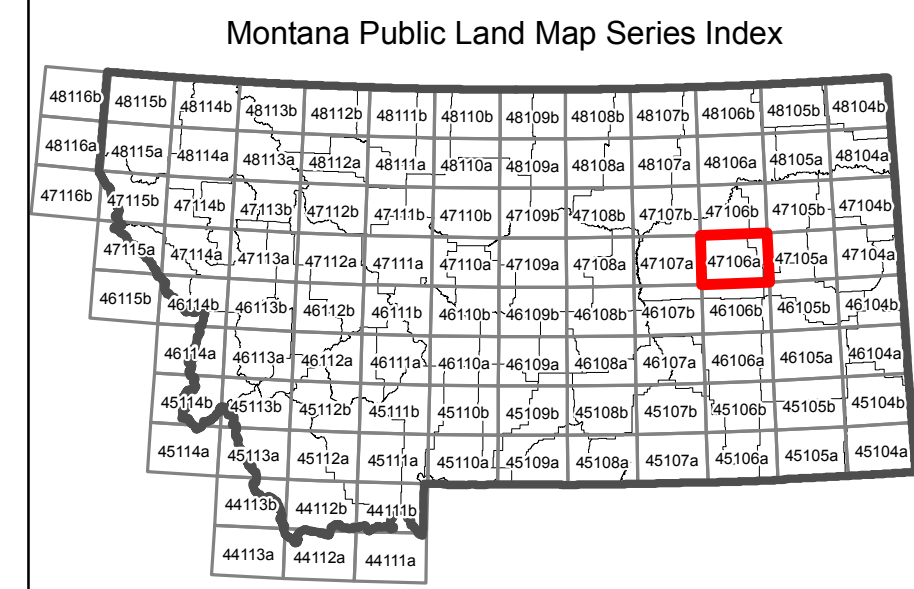 Montana Public Land Map Series Index
48116b 48115b 48114b 48113b 48112b 48111b 48110b 48109b 48108b 48107b 48106b 48105b 48104b
48116a 48115a 48114a 48113a 48112a 48111a 48110a 48109a 48108a 48107a 48106a 48105a 48104a
47116b 47115b 47114b 47113b 47112b 47111b 47110b 47109b 47108b 47107b 47106b 47105b 47104b
47115a 47114a 47113a 47112a 47111a 47110a 47109a 47108a 47107a 47106a 47105a 47104a
46115b 46114b 46113b 46112b 46111b 46110b 46109b 46108b 46107b 46106b 46105b 46104b
46114a 46113a 46112a 46111a 46110a 46109a 46108a 46107a 46106a 46105a 46104a
45114b 45113b 45112b 45111b 45110b 45109b 45108b 45107b 45106b 45105b 45104b
45114a 45113a 45112a 45111a 45110a 45109a 45108a 45107a 45106a 45105a 45104a
44113b 44112b 44111b
44113a 44112a 44111a